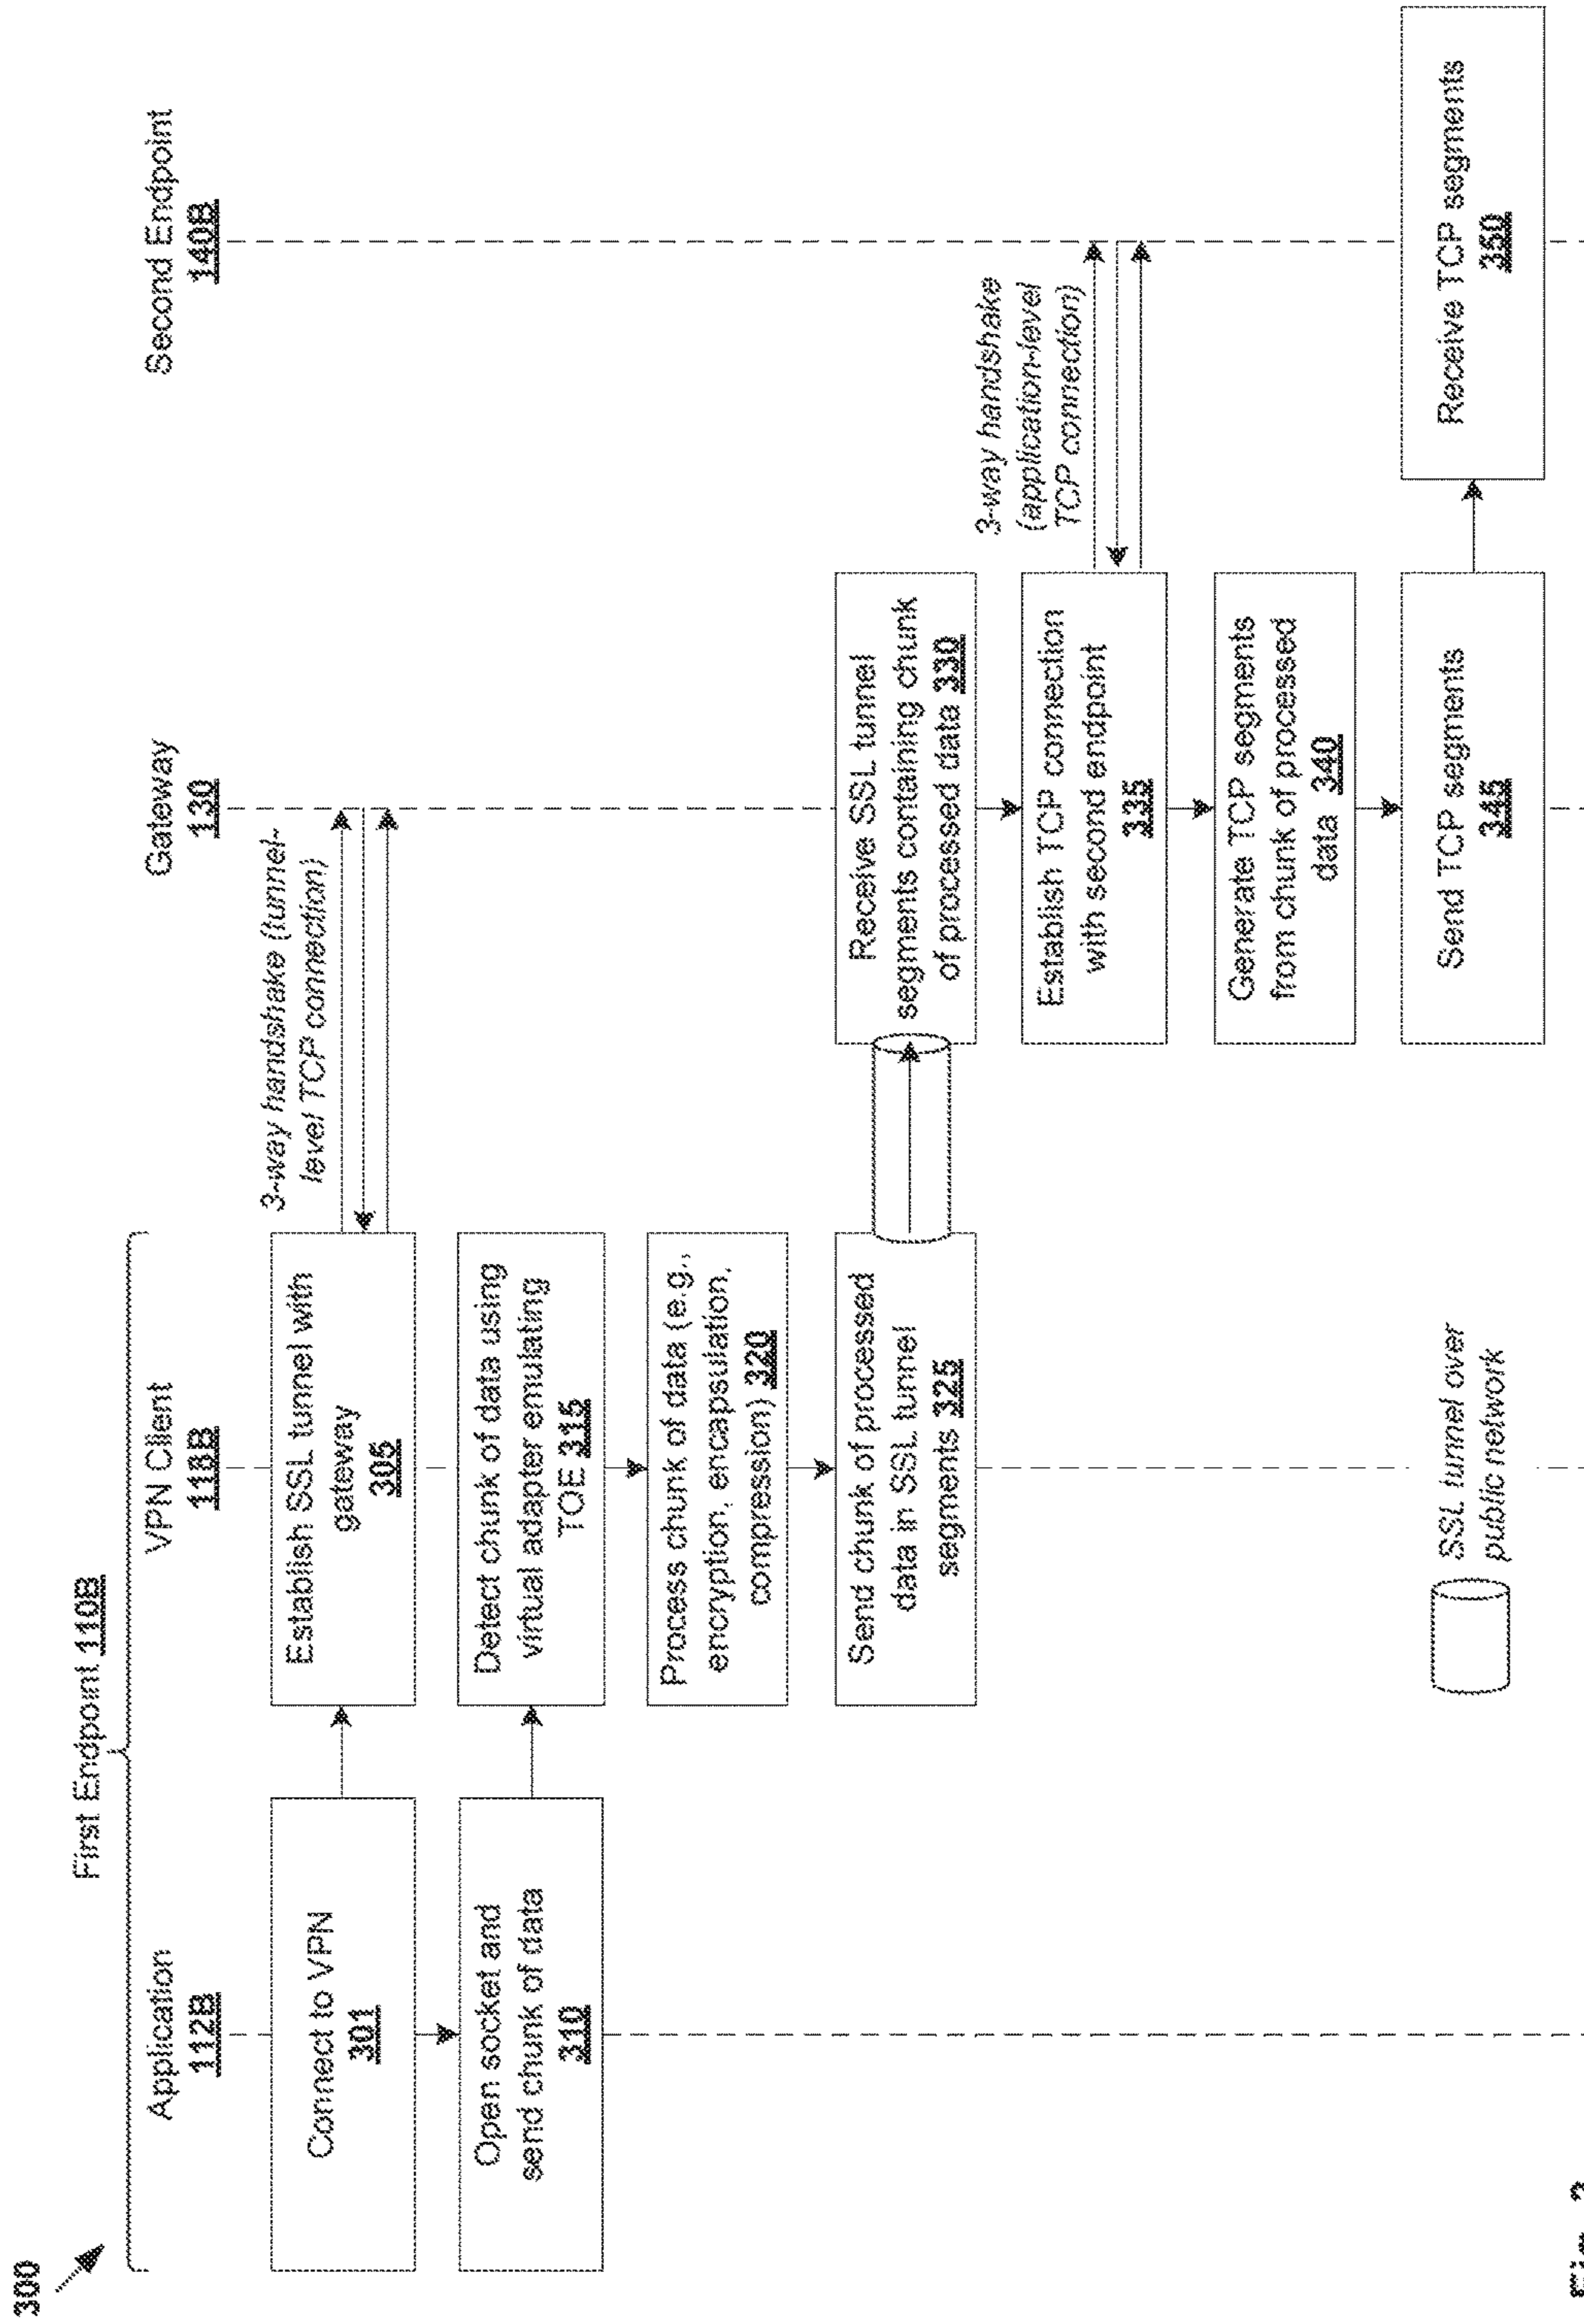 300
First Endpoint 110B
Application
112B
VPN Client
118B
Gateway
130
Second Endpoint
140B
Connect to VPN
301
Establish SSL tunnel with
gateway
305
3-way handshake (tunnel-
level TCP connection)
Open socket and
send chunk of data
310
Detect chunk of data using
virtual adapter emulating
TOE 315
Process chunk of data (e.g.,
encryption, encapsulation,
compression) 320
Send chunk of processed
data in SSL tunnel
segments 325
Receive SSL tunnel
segments containing chunk
of processed data 330
Establish TCP connection
with second endpoint
335
3-way handshake
(application-level
TCP connection)
Generate TCP segments
from chunk of processed
data 340
Send TCP segments
345
Receive TCP segments
350
SSL tunnel over
public network
Fig. 3